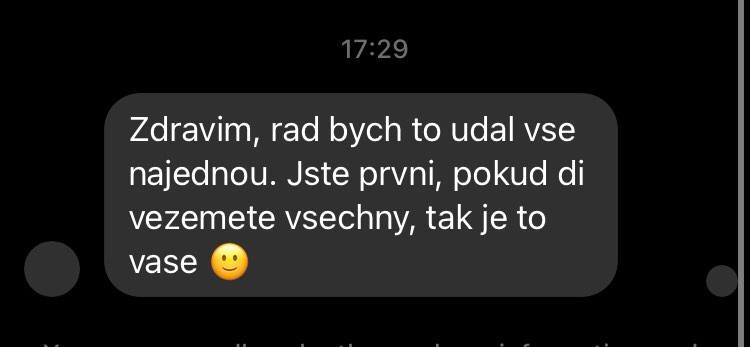 17:29
Zdravim, rad bych to udal vse
najednou. Jste prvni, pokud di
vezemete vsechny, tak je to
vase 🙂